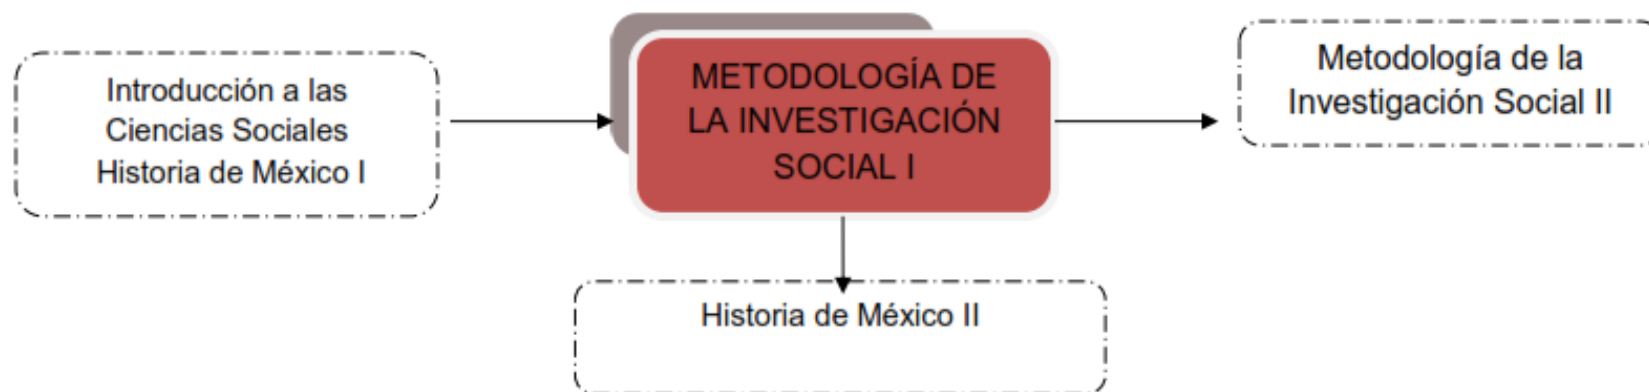 Introducción a las
Ciencias Sociales
Historia de México I
METODOLOGÍA DE
LA INVESTIGACIÓN
SOCIAL I
Metodología de la
Investigación Social II
Historia de México II